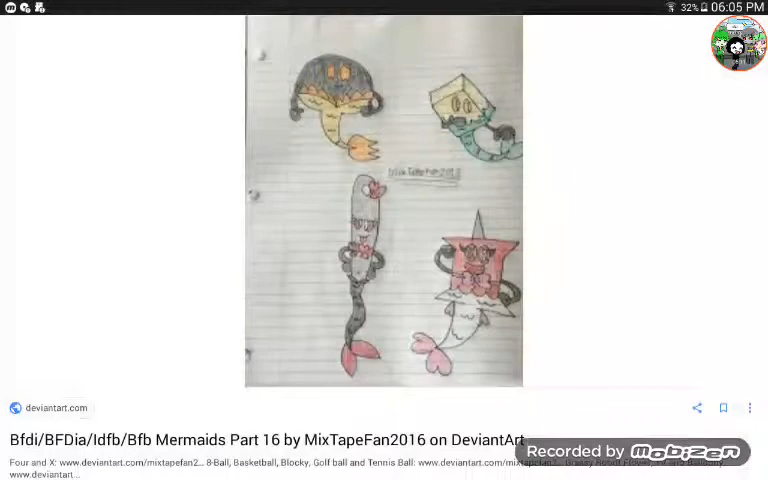 32% 06:05 PM
MixTapeFan2016
deviantart.com
Bfdi/BFDia/Idfb/Bfb Mermaids Part 16 by MixTapeFan2016 on DeviantArt
Recorded by MOBIZEN
Four and X: www.deviantart.com/mixtapefan2... 8-Ball, Basketball, Blocky, Golf ball and Tennis Ball: www.deviantart.com/
www.deviantart...